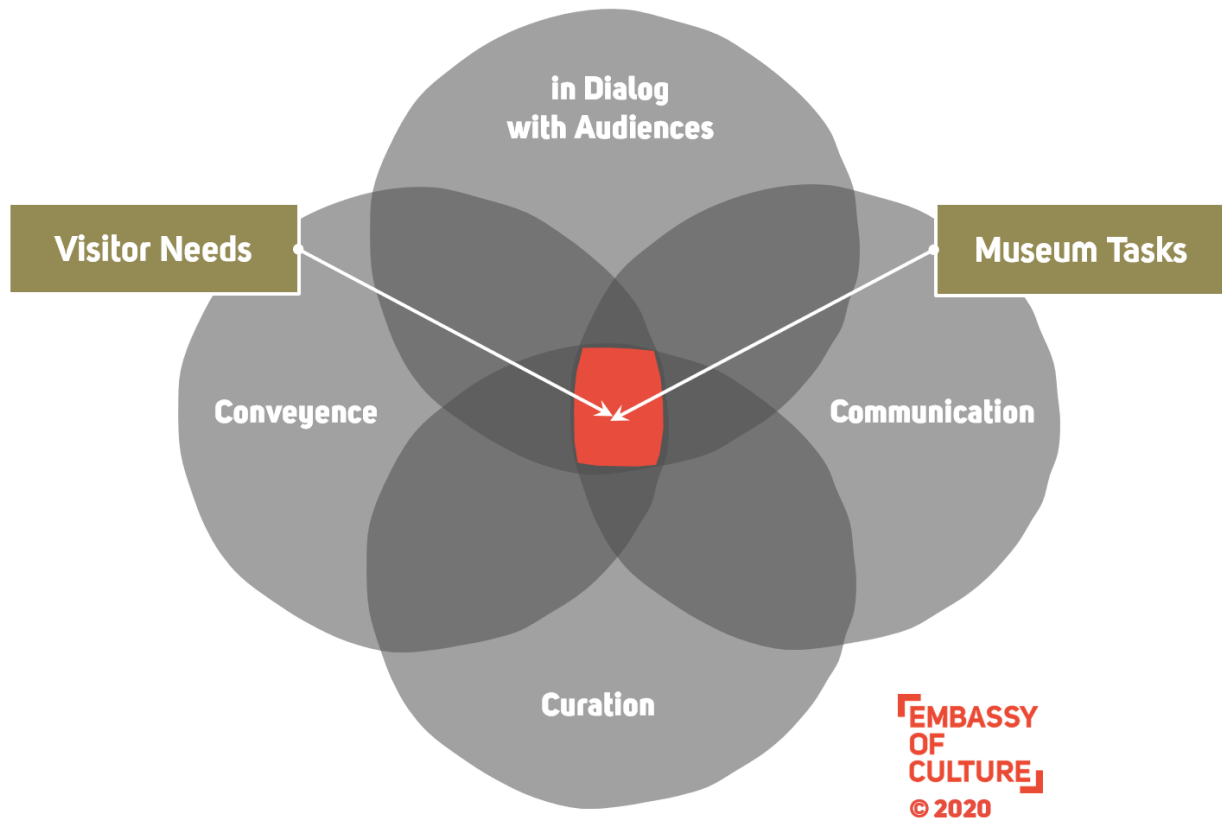 in Dialog
with Audiences
Visitor Needs
Museum Tasks
Conveyence
Communication
Curation
EMBASSY
OF
CULTURE
© 2020